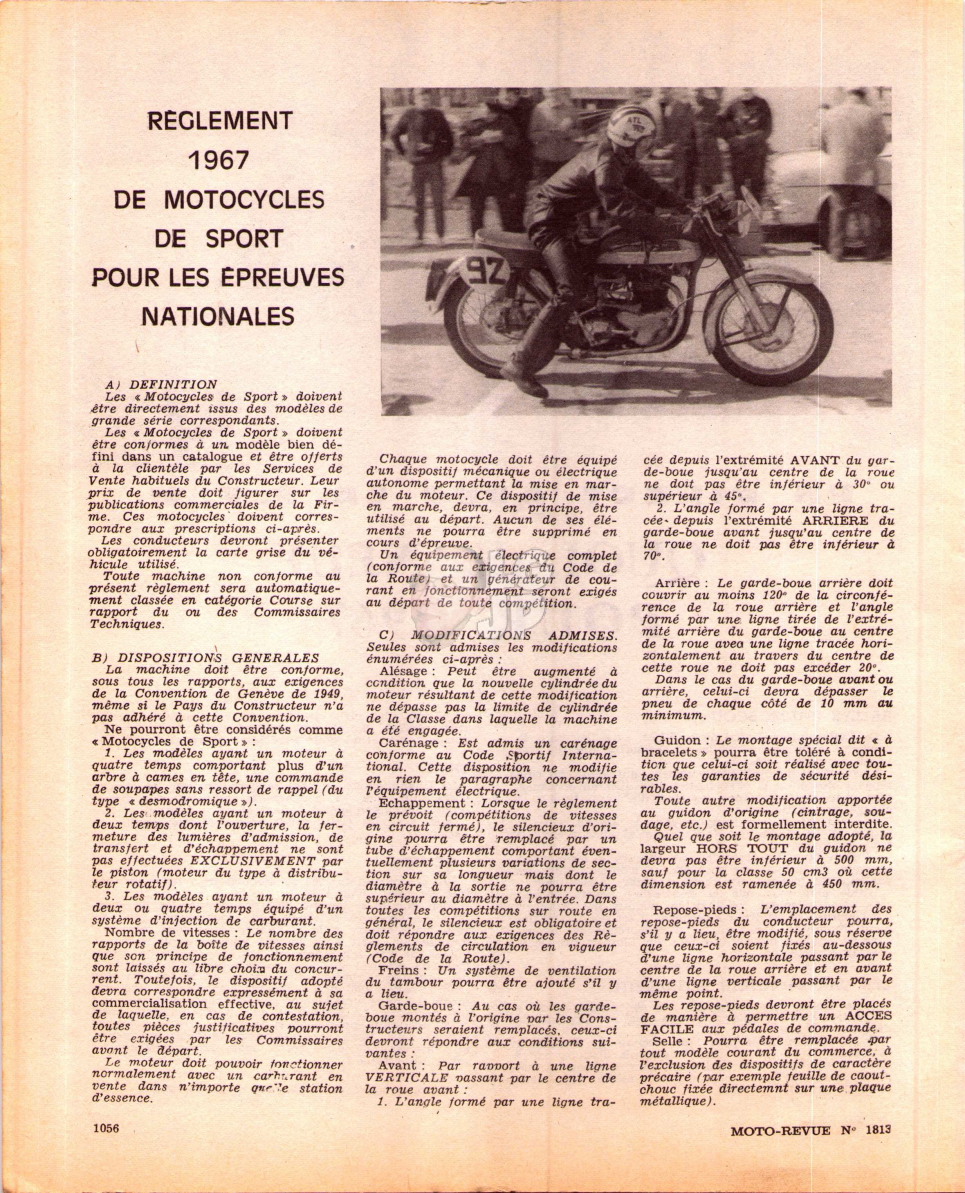 RÈGLEMENT
1967
DE MOTOCYCLES
DE SPORT
POUR LES ÉPREUVES
NATIONALES
ATL
92
A) DEFINITION
Les « Motocycles de Sport » doivent
être directement issus des modèles de
grande série correspondants.
Les « Motocycles de Sport » doivent
être conformes à un modèle bien dé-
fini dans un catalogue et être offerts
à la clientèle par les Services de
Vente habituels du Constructeur. Leur
prix de vente doit figurer sur les
publications commerciales de la Fir-
me. Ces motocycles doivent corres-
pondre aux prescriptions ci-après.
Les conducteurs devront présenter
obligatoirement la carte grise du vé-
hicule utilisé.
Toute machine non conforme au
présent règlement sera automatique-
ment classée en catégorie Course sur
rapport du ou des Commissaires
Techniques.
B) DISPOSITIONS GENERALES
La machine doit être conforme,
sous tous les rapports, aux exigences
de la Convention de Genève de 1949,
même si le Pays du Constructeur n'a
pas adhéré à cette Convention.
Ne pourront être considérés comme
« Motocycles de Sport » :
1. Les modèles ayant un moteur à
quatre temps comportant plus d'un
arbre à cames en tête, une commande
de soupapes sans ressort de rappel (du
type « desmodromique »).
2. Les modèles ayant un moteur à
deux temps dont l'ouverture, la fer-
meture des lumières d'admission, de
transfert et d'échappement ne sont
pas effectuées EXCLUSIVEMENT par
le piston (moteur du type à distribu-
teur rotatif).
3. Les modèles ayant un moteur à
deux ou quatre temps équipé d'un
système d'injection de carburant.
Nombre de vitesses : Le nombre des
rapports de la boîte de vitesses ainsi
que son principe de fonctionnement
sont laissés au libre choix du concur-
rent. Toutefois, le dispositif adopté
devra correspondre expressément à sa
commercialisation effective, au sujet
de laquelle, en cas de contestation,
toutes pièces justificatives pourront
être exigées par les Commissaires
avant le départ.
Le moteur doit pouvoir fonctionner
normalement avec un carburant en
vente dans n'importe quelle station
d'essence.
Chaque motocycle doit être équipé
d'un dispositif mécanique ou électrique
autonome permettant la mise en mar-
che du moteur. Ce dispositif de mise
en marche, devra, en principe, être
utilisé au départ. Aucun de ses élé-
ments ne pourra être supprimé en
cours d'épreuve.
Un équipement électrique complet
(conforme aux exigences du Code de
la Route) et un générateur de cou-
rant en fonctionnement seront exigés
au départ de toute compétition.
C) MODIFICATIONS ADMISES.
Seules sont admises les modifications
énumérées ci-après :
Alésage : Peut être augmenté à
condition que la nouvelle cylindrée du
moteur résultant de cette modification
ne dépasse pas la limite de cylindrée
de la Classe dans laquelle la machine
a été engagée.
Carénage : Est admis un carénage
conforme au Code Sportif Interna-
tional. Cette disposition ne modifie
en rien le paragraphe concernant
l'équipement électrique.
Echappement : Lorsque le règlement
le prévoit (compétitions de vitesses
en circuit fermé), le silencieux d'ori-
gine pourra être remplacé par un
tube d'échappement comportant éven-
tuellement plusieurs variations de sec-
tion sur sa longueur mais dont le
diamètre à la sortie ne pourra être
supérieur au diamètre à l'entrée. Dans
toutes les compétitions sur route en
général, le silencieux est obligatoire et
doit répondre aux exigences des Rè-
glements de circulation en vigueur
(Code de la Route).
Freins : Un système de ventilation
du tambour pourra être ajouté s'il y
a lieu.
Garde-boue : Au cas où les garde-
boue montés à l'origine par les Cons-
tructeurs seraient remplacés, ceux-ci
devront répondre aux conditions sui-
vantes :
Avant : Par rapport à une ligne
VERTICALE passant par le centre de
la roue avant :
1. L'angle formé par une ligne tra-
cée depuis l'extrémité AVANT du gar-
de-boue jusqu'au centre de la roue
ne doit pas être inférieur à 30° ou
supérieur à 45°.
2. L'angle formé par une ligne tra-
cée depuis l'extrémité ARRIERE du
garde-boue avant jusqu'au centre de
la roue ne doit pas être inférieur à
70°.
Arrière : Le garde-boue arrière doit
couvrir au moins 120° de la circonfé-
rence de la roue arrière et l'angle
formé par une ligne tirée de l'extré-
mité arrière du garde-boue au centre
de la roue avea une ligne tracée hori-
zontalement au travers du centre de
cette roue ne doit pas excéder 20°.
Dans le cas du garde-boue avant ou
arrière, celui-ci devra dépasser le
pneu de chaque côté de 10 mm au
minimum.
Guidon : Le montage spécial dit « à
bracelets » pourra être toléré à condi-
tion que celui-ci soit réalisé avec tou-
tes les garanties de sécurité dési-
rables.
Toute autre modification apportée
au guidon d'origine (cintrage, sou-
dage, etc.) est formellement interdite.
Quel que soit le montage adopté, la
largeur HORS TOUT du guidon ne
devra pas être inférieur à 500 mm,
sauf pour la classe 50 cm3 où cette
dimension est ramenée à 450 mm.
Repose-pieds : L'emplacement des
repose-pieds du conducteur pourra,
s'il y a lieu, être modifié, sous réserve
que ceux-ci soient fixés au-dessous
d'une ligne horizontale passant par le
centre de la roue arrière et en avant
d'une ligne verticale passant par le
même point.
Les repose-pieds devront être placés
de manière à permettre un ACCES
FACILE aux pédales de commande.
Selle : Pourra être remplacée par
tout modèle courant du commerce, à
l'exclusion des dispositifs de caractère
précaire (par exemple feuille de caout-
chouc fixée directemnt sur une plaque
métallique).
1056
MOTO-REVUE N° 1813